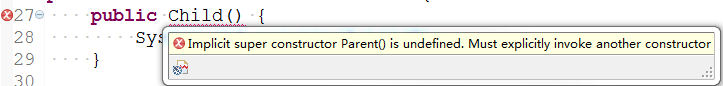 27 public Child() {
Implicit super constructor Parent() is undefined. Must explicitly invoke another constructor
28 Sys
29 }
30